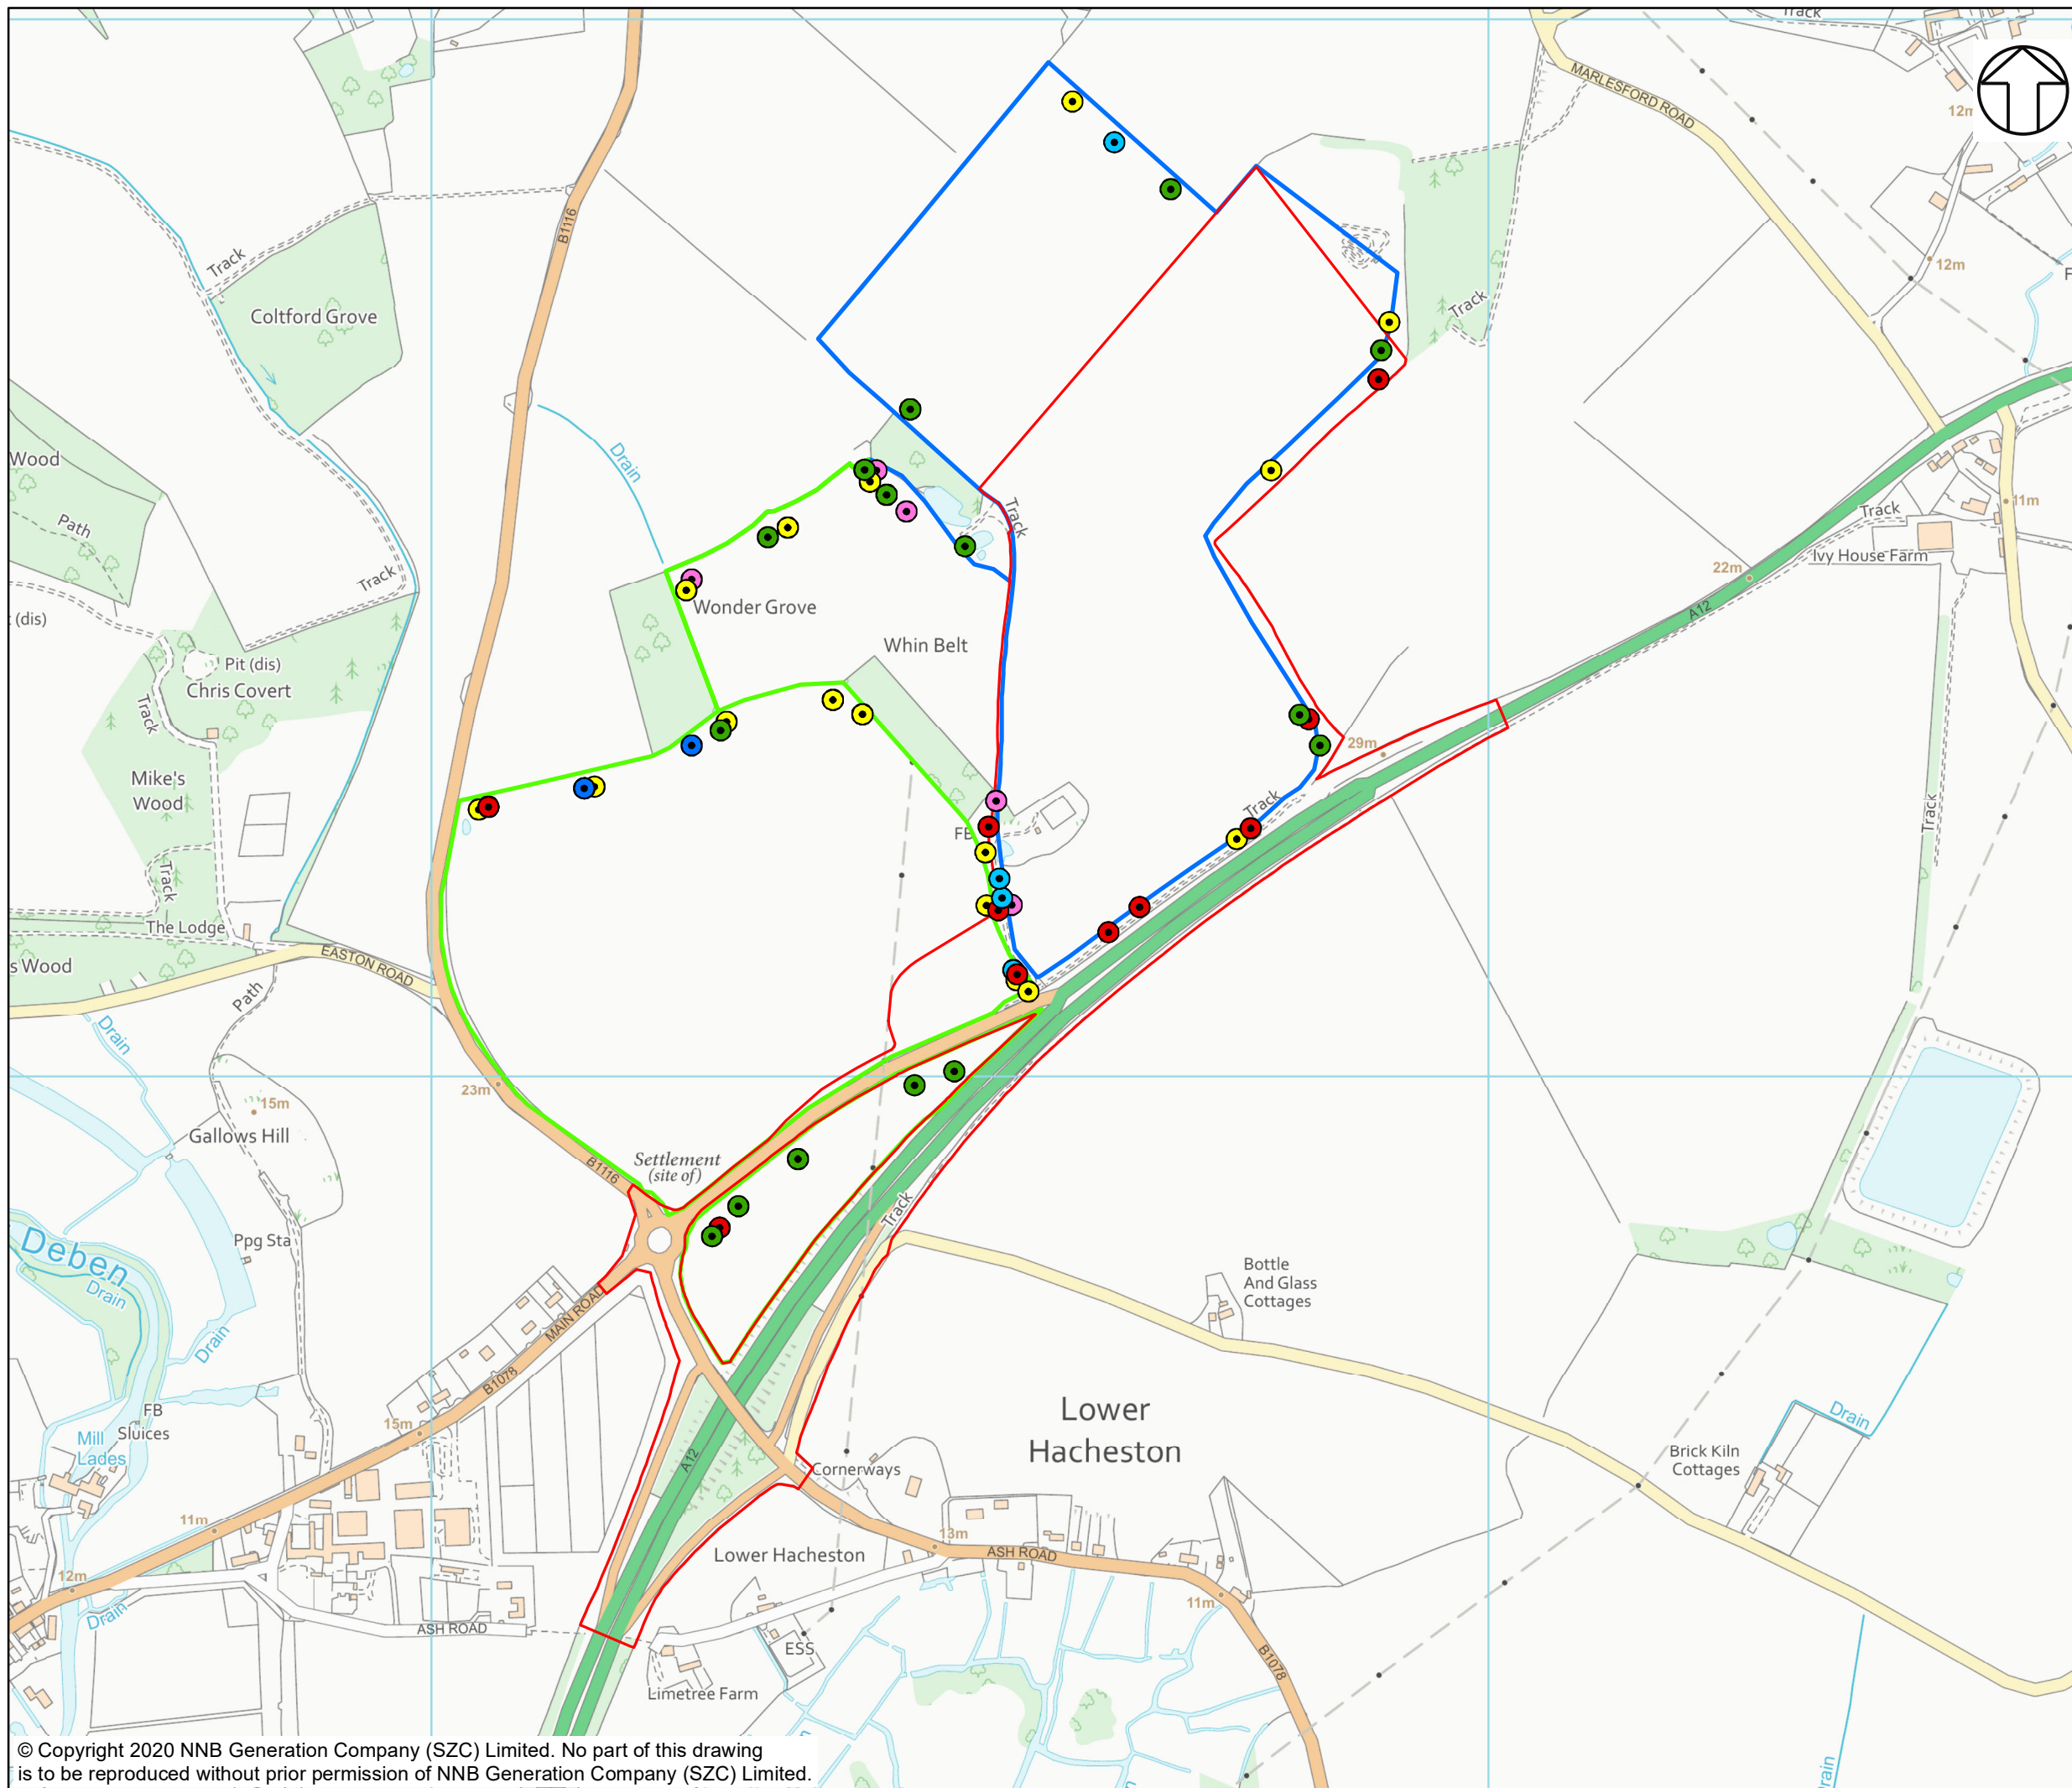 Track
MARLESFORD ROAD
12m
B1116
Track
12m
Coltford Grove
Track
Wood
Drain
Track
11m
Path
Track
Ivy House Farm
Track
22m
A12
Wonder Grove
(dis)
Whin Belt
Pit (dis)
Chris Covert
Track
29m
Mike's
Wood
Track
Track
FB
Track
The Lodge
EASTON ROAD
s Wood
Path
Drain
23m
15m
Gallows Hill
Settlement
(site of)
B1116
Track
Deben
Ppg Sta
Drain
Drain
Bottle
And Glass
Cottages
MAIN ROAD
B1078
FB
Sluices
15m
Mill
Lades
Lower
Hacheston
Drain
A12
Cornerways
Brick Kiln
Cottages
11m
13m
ASH ROAD
Lower Hacheston
12m
Drain
ASH ROAD
11m
ESS
B1078
Limetree Farm
Drain
© Copyright 2020 NNB Generation Company (SZC) Limited. No part of this drawing
is to be reproduced without prior permission of NNB Generation Company (SZC) Limited.